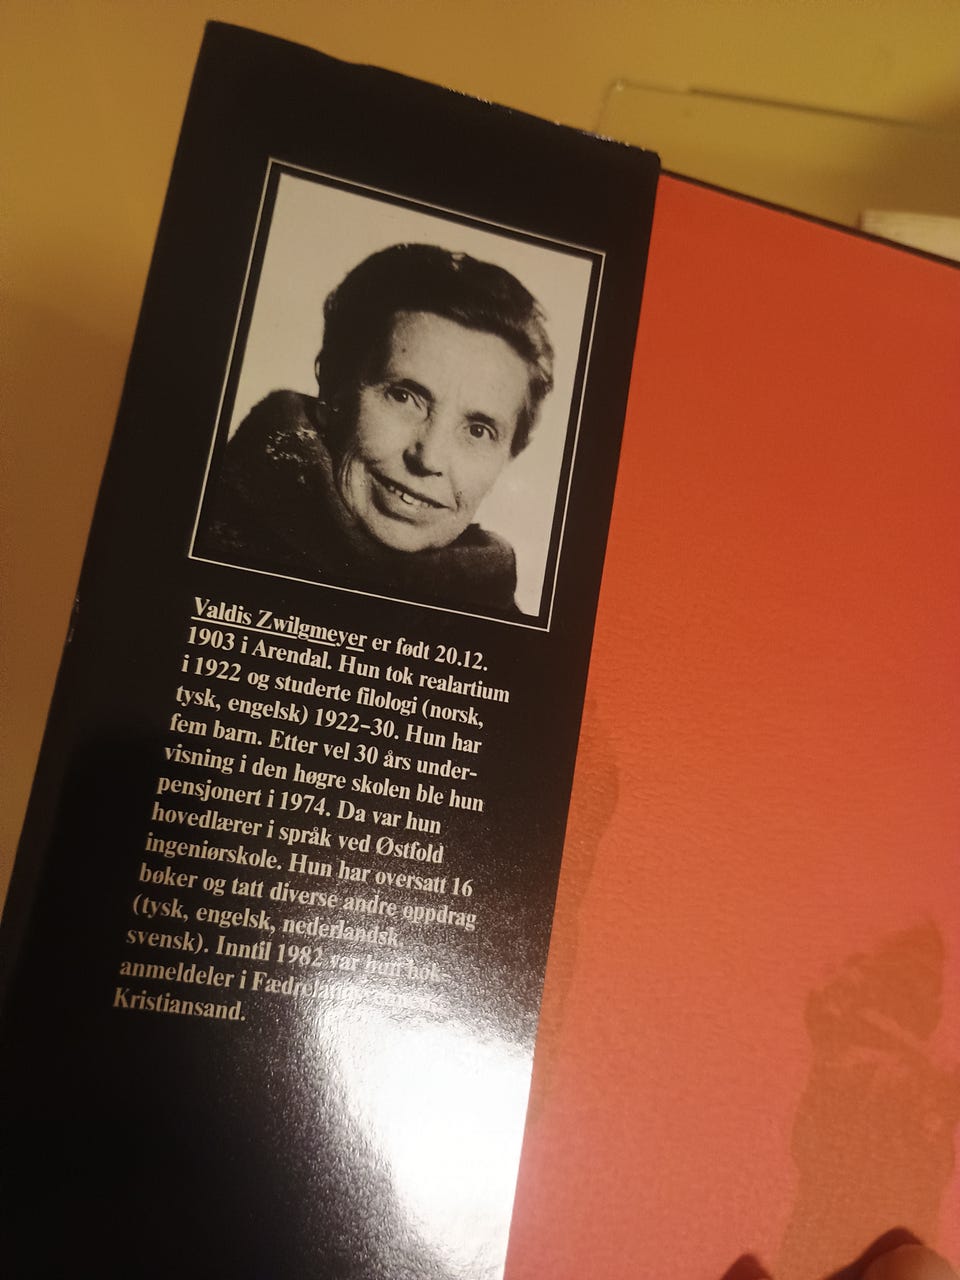 Valdis Zwilgmeyer er født 20.12.
1903 i Arendal. Hun tok realartium
i 1922 og studerte filologi (norsk,
tysk, engelsk) 1922–30. Hun har
fem barn. Etter vel 30 års under-
visning i den høgre skolen ble hun
pensjonert i 1974. Da var hun
hovedlærer i språk ved Østfold
ingeniørskole. Hun har oversatt 16
bøker og tatt diverse andre oppdrag
(tysk, engelsk, nederlandsk,
svensk). Inntil 1982 var hun bok-
anmeldeler i
Kristiansand.